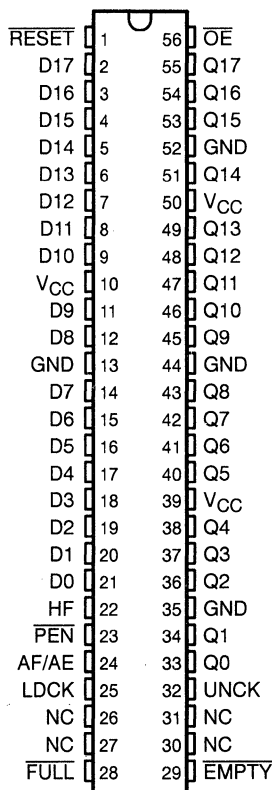 RESET 1 56 OE
D17 2 55 Q17
D16 3 54 Q16
D15 4 53 Q15
D14 5 52 GND
D13 6 51 Q14
D12 7 50 VCC
D11 8 49 Q13
D10 9 48 Q12
VCC 10 47 Q11
D9 11 46 Q10
D8 12 45 Q9
GND 13 44 GND
D7 14 43 Q8
D6 15 42 Q7
D5 16 41 Q6
D4 17 40 Q5
D3 18 39 VCC
D2 19 38 Q4
D1 20 37 Q3
D0 21 36 Q2
HF 22 35 GND
PEN 23 34 Q1
AF/AE 24 33 Q0
LDCK 25 32 UNCK
NC 26 31 NC
NC 27 30 NC
FULL 28 29 EMPTY